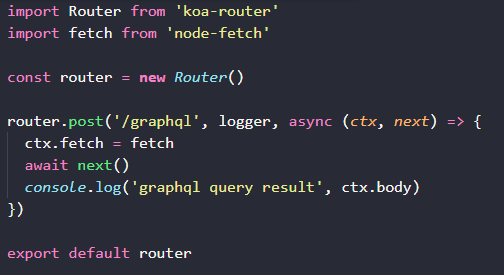 import Router from 'koa-router'
import fetch from 'node-fetch'
const router = new Router()
router.post('/graphql', logger, async (ctx, next) => {
ctx.fetch = fetch
await next()
console.log('graphql query result', ctx.body)
})
export default router